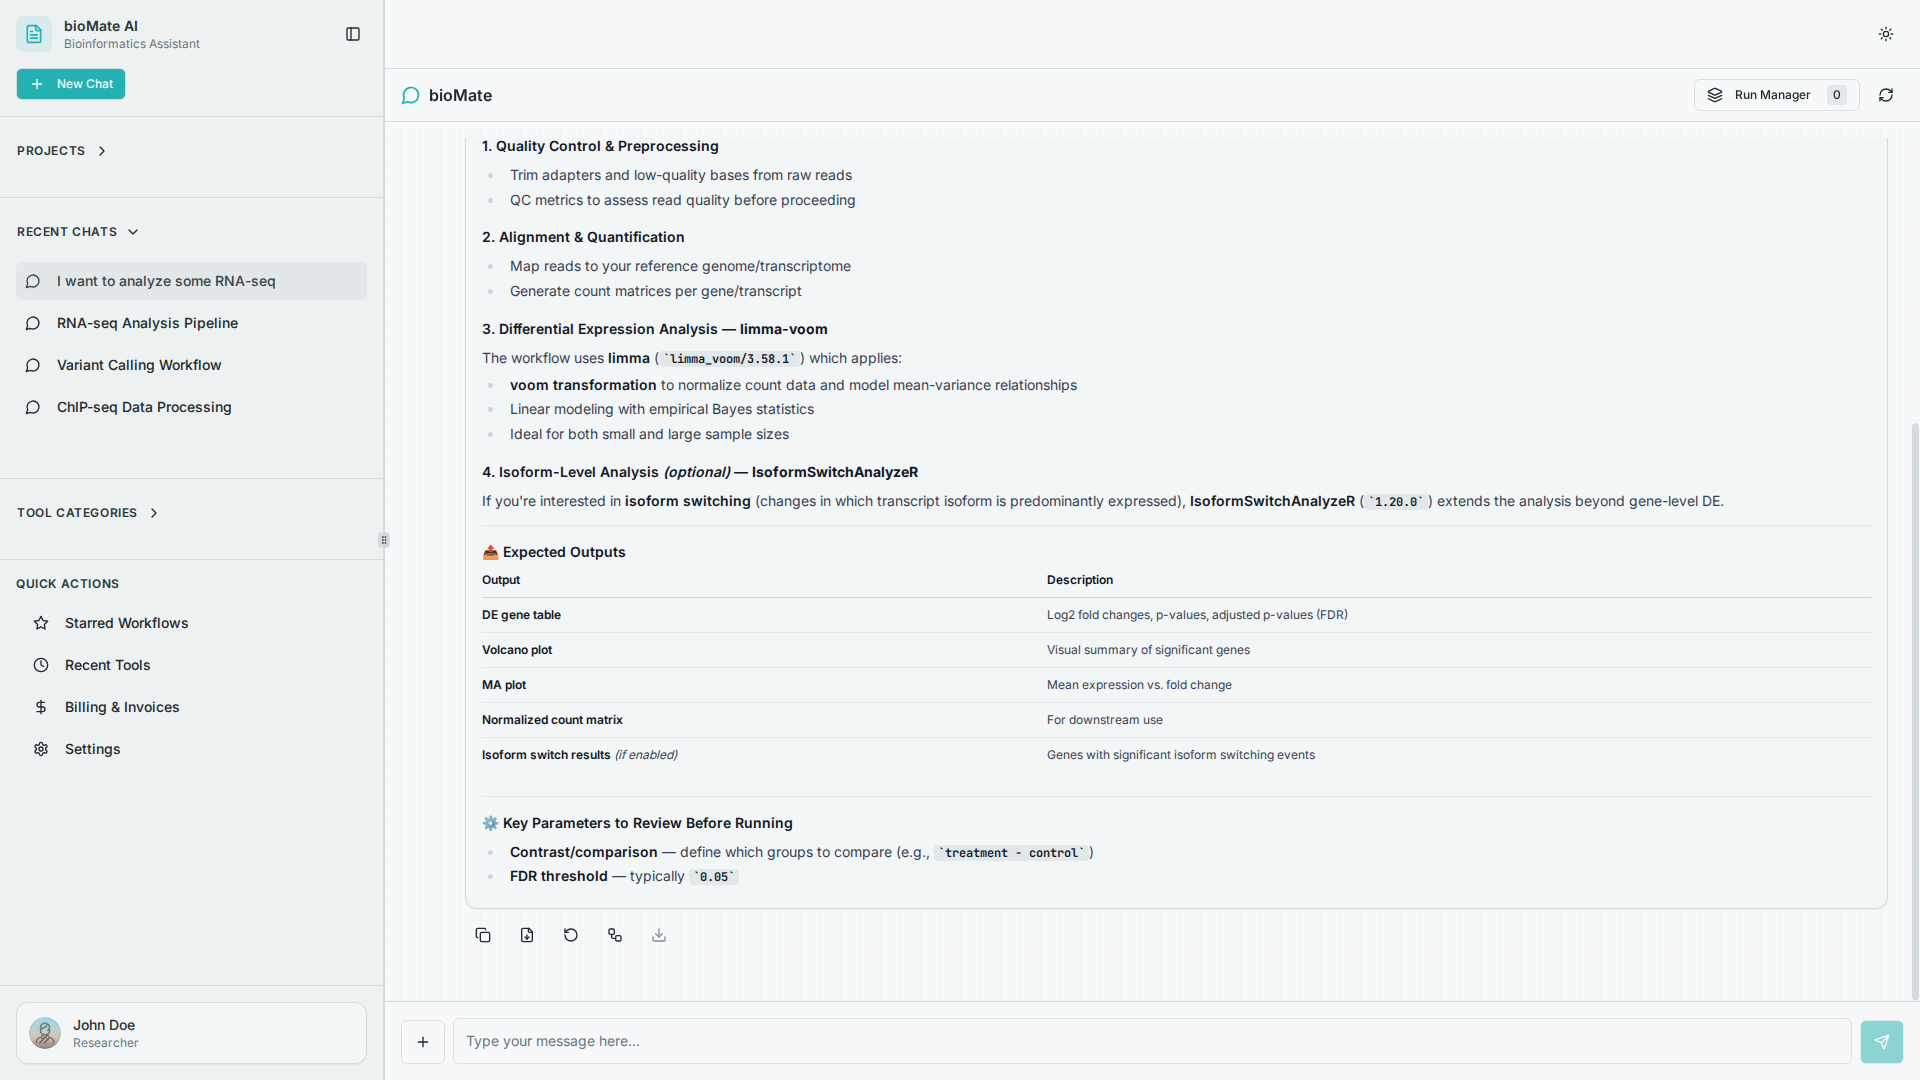 bioMate AI
Bioinformatics Assistant
New Chat
PROJECTS
RECENT CHATS
I want to analyze some RNA-seq
RNA-seq Analysis Pipeline
Variant Calling Workflow
ChIP-seq Data Processing
TOOL CATEGORIES
QUICK ACTIONS
Starred Workflows
Recent Tools
Billing & Invoices
Settings
John Doe
Researcher
bioMate
Run Manager 0
1. Quality Control & Preprocessing
Trim adapters and low-quality bases from raw reads
QC metrics to assess read quality before proceeding
2. Alignment & Quantification
Map reads to your reference genome/transcriptome
Generate count matrices per gene/transcript
3. Differential Expression Analysis — limma-voom
The workflow uses limma (`limma_voom/3.58.1`) which applies:
voom transformation to normalize count data and model mean-variance relationships
Linear modeling with empirical Bayes statistics
Ideal for both small and large sample sizes
4. Isoform-Level Analysis (optional) — IsoformSwitchAnalyzeR
If you're interested in isoform switching (changes in which transcript isoform is predominantly expressed), IsoformSwitchAnalyzeR (`1.20.0`) extends the analysis beyond gene-level DE.
📤 Expected Outputs
Output Description
DE gene table Log2 fold changes, p-values, adjusted p-values (FDR)
Volcano plot Visual summary of significant genes
MA plot Mean expression vs. fold change
Normalized count matrix For downstream use
Isoform switch results (if enabled) Genes with significant isoform switching events
⚙️ Key Parameters to Review Before Running
Contrast/comparison — define which groups to compare (e.g., `treatment - control`)
FDR threshold — typically `0.05`
Type your message here...